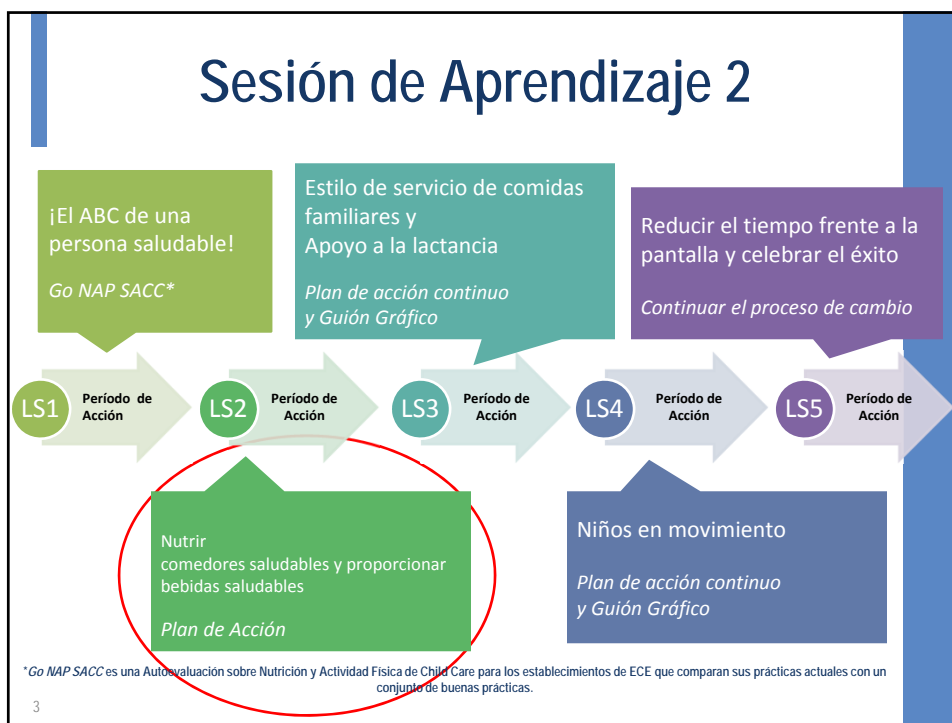 Sesión de Aprendizaje 2
¡El ABC de una
persona saludable!
Go NAP SACC*
Estilo de servicio de comidas
familiares y
Apoyo a la lactancia
Plan de acción continuo
y Guión Gráfico
Reducir el tiempo frente a la
pantalla y celebrar el éxito
Continuar el proceso de cambio
LS1
Período de
Acción
LS2
Período de
Acción
LS3
Período de
Acción
LS4
Período de
Acción
LS5
Período de
Acción
Nutrir
comedores saludables y proporcionar
bebidas saludables
Plan de Acción
Niños en movimiento
Plan de acción continuo
y Guión Gráfico
*Go NAP SACC es una Autoevaluación sobre Nutrición y Actividad Física de Child Care para los establecimientos de ECE que comparan sus prácticas actuales con un
conjunto de buenas prácticas.
3